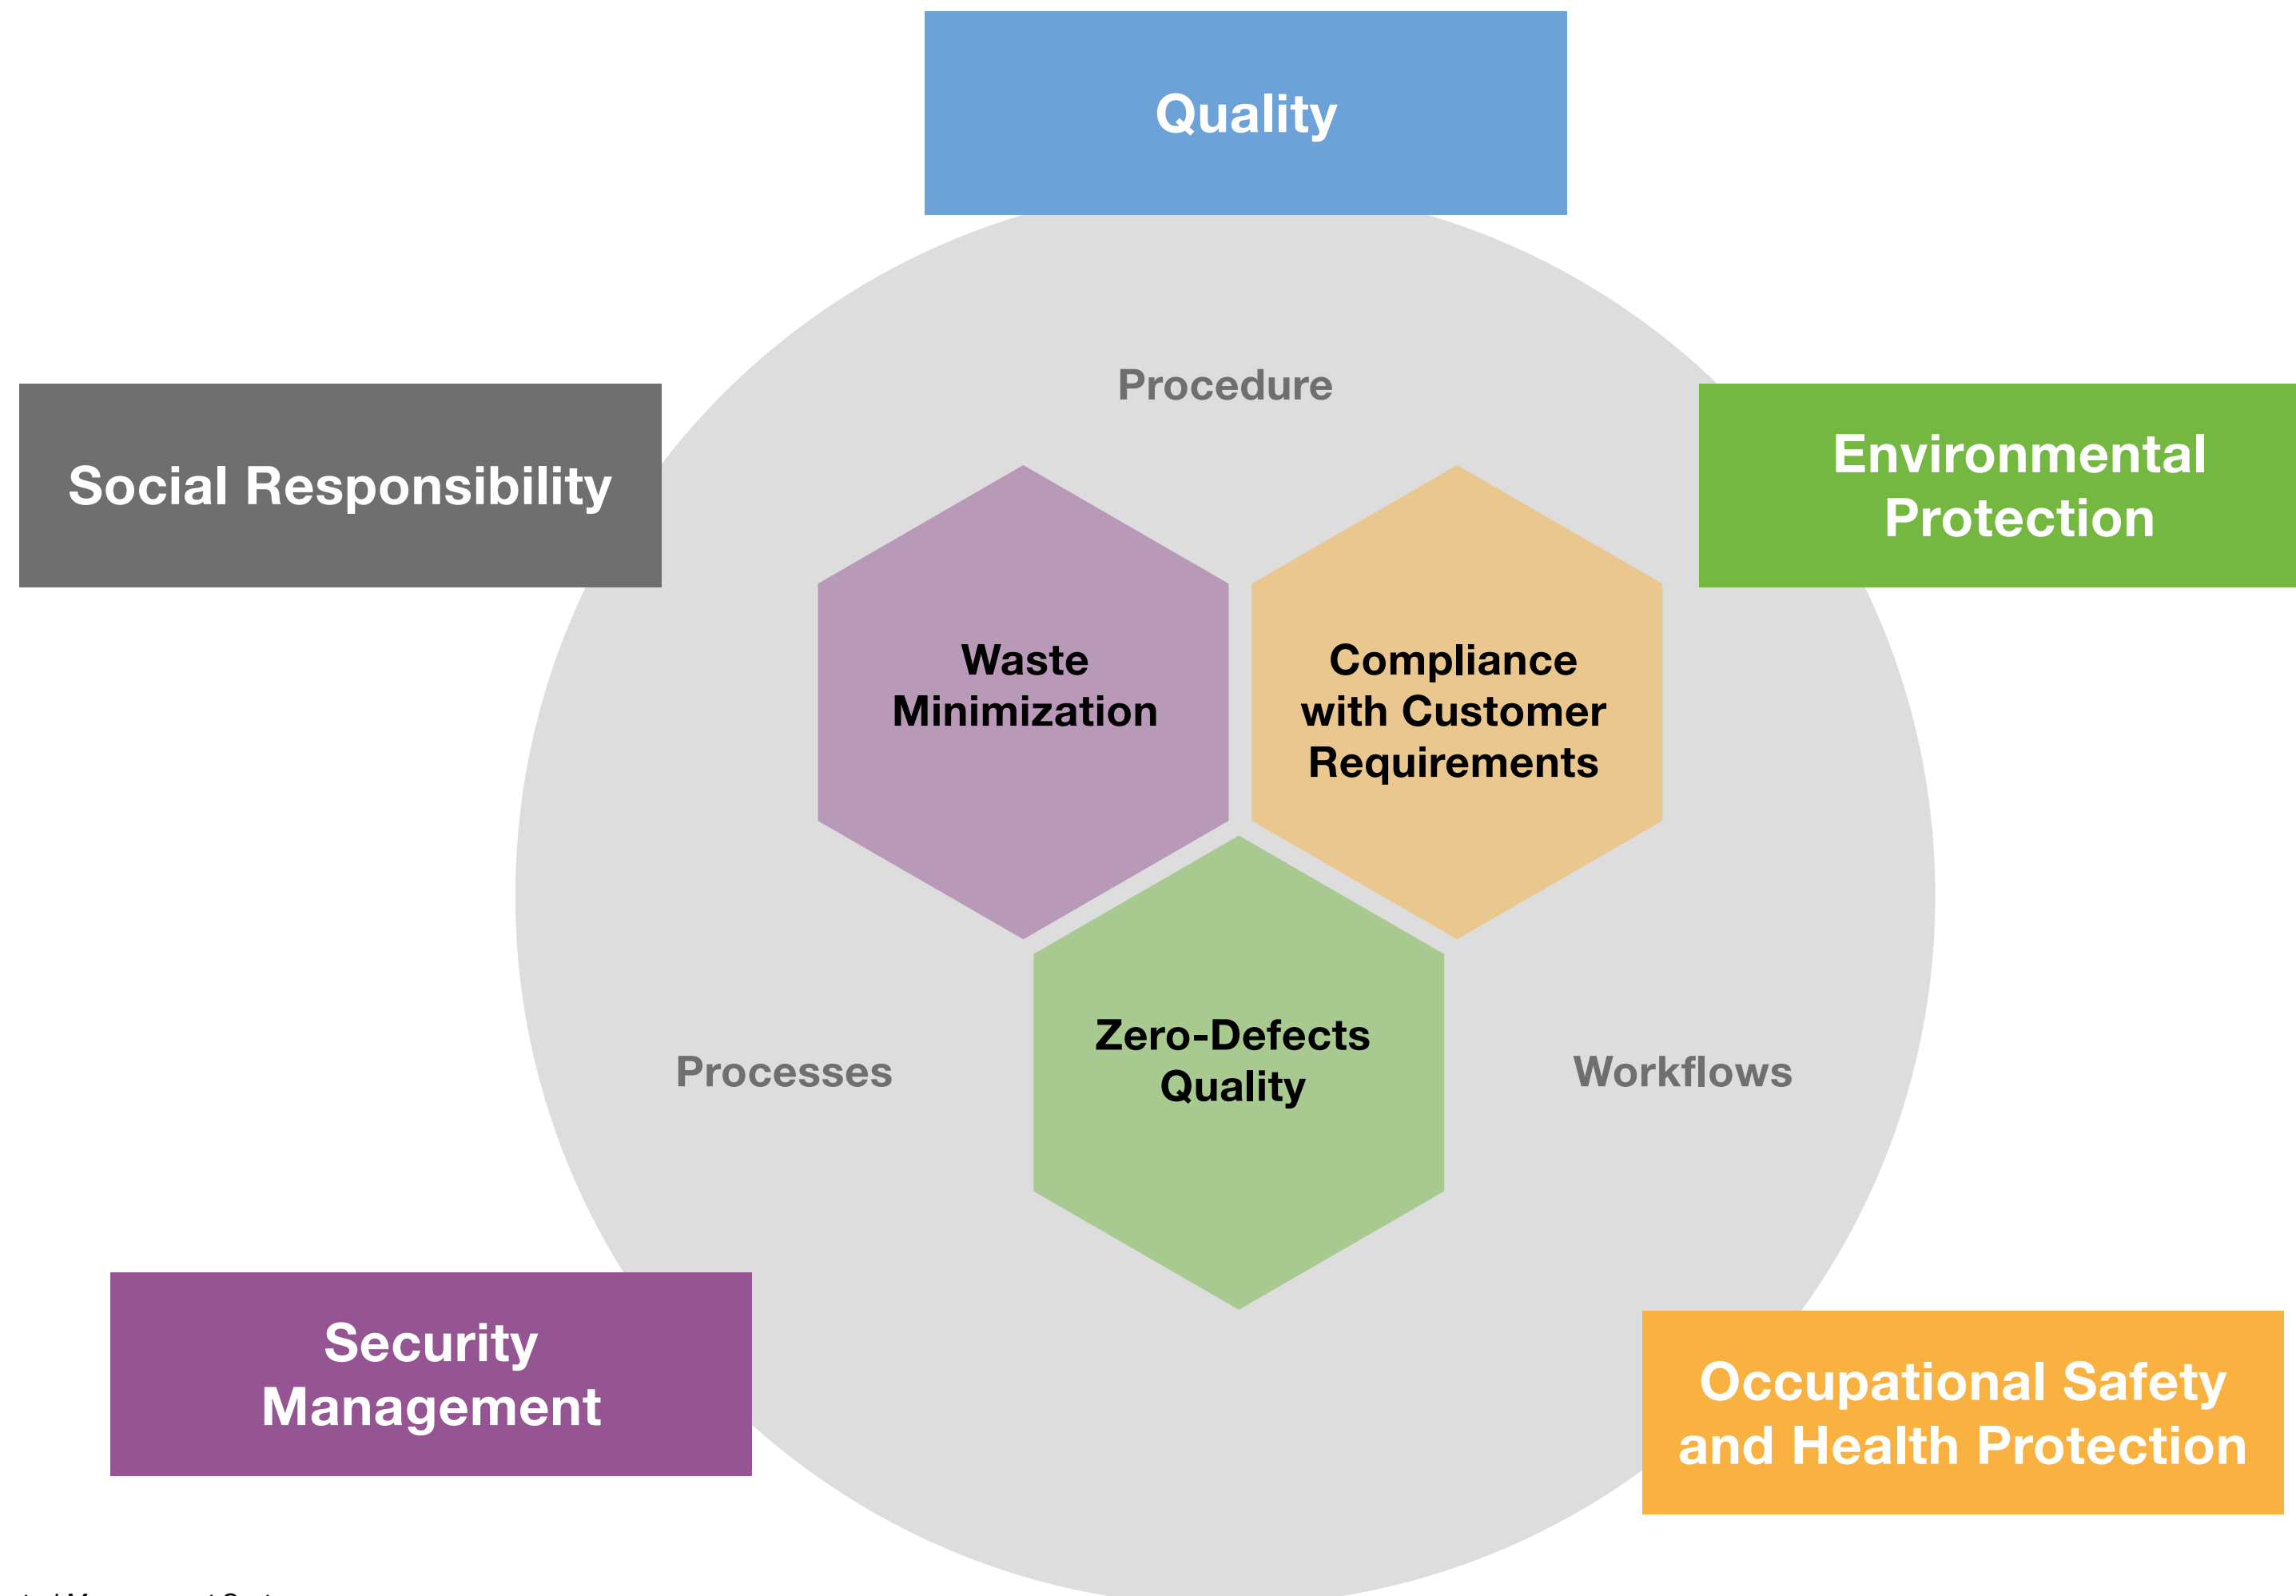 Quality
Procedure
Social Responsibility
Environmental
Protection
Waste
Minimization
Compliance
with Customer
Requirements
Zero-Defects
Quality
Processes
Workflows
Security
Management
Occupational Safety
and Health Protection